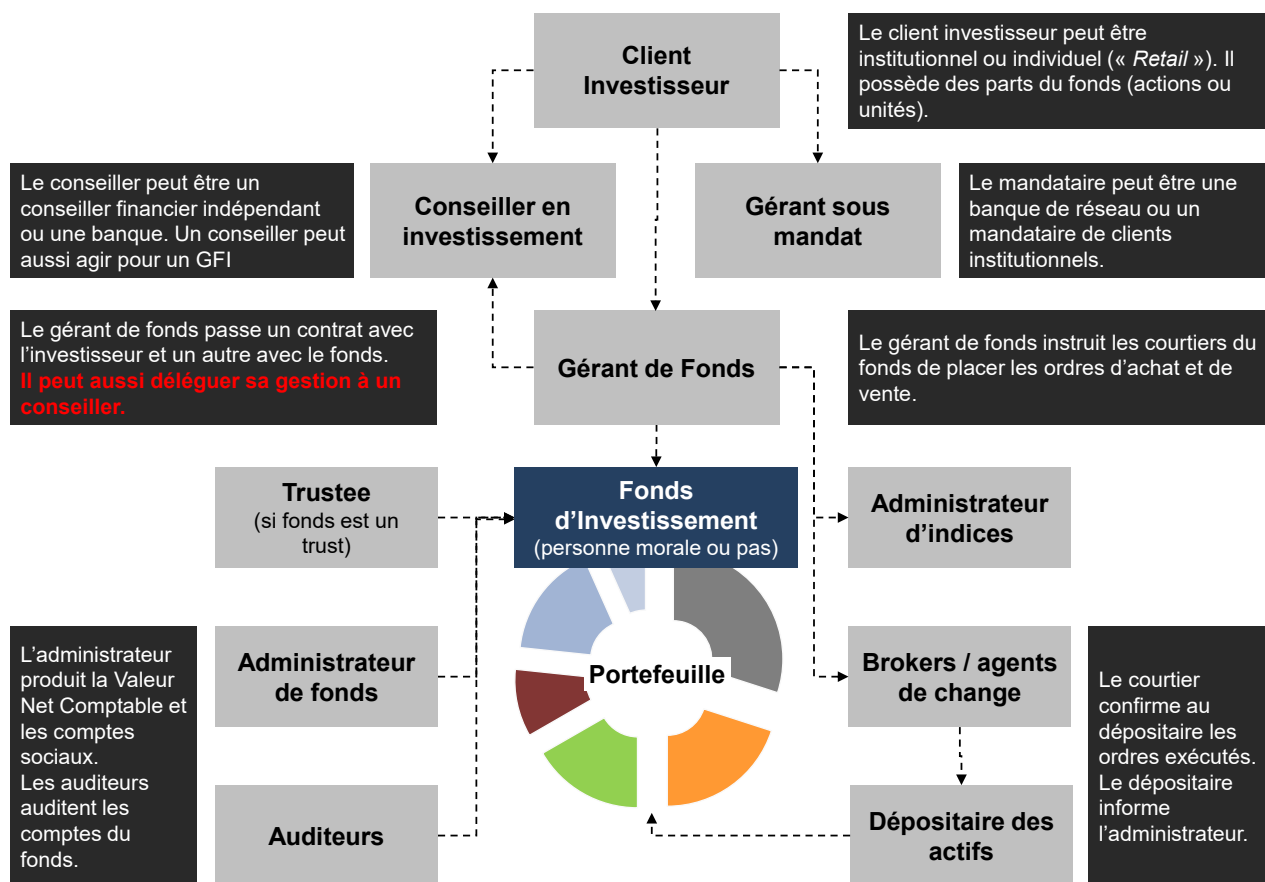 Client
Investisseur
Le client investisseur peut être
institutionnel ou individuel (« Retail »). Il
possède des parts du fonds (actions ou
unités).
Le conseiller peut être un
conseiller financier indépendant
ou une banque. Un conseiller peut
aussi agir pour un GFI
Conseiller en
investissement
Gérant sous
mandat
Le mandataire peut être une
banque de réseau ou un
mandataire de clients
institutionnels.
Le gérant de fonds passe un contrat avec
l'investisseur et un autre avec le fonds.
Il peut aussi déléguer sa gestion à un
conseiller.
Gérant de Fonds
Le gérant de fonds instruit les courtiers du
fonds de placer les ordres d'achat et de
vente.
Trustee
(si fonds est un
trust)
Fonds
d'Investissement
(personne morale ou pas)
Administrateur
d'indices
L'administrateur
produit la Valeur
Net Comptable et
les comptes
sociaux.
Les auditeurs
auditent les
comptes du
fonds.
Administrateur
de fonds
Portefeuille
Brokers / agents
de change
Le courtier
confirme au
dépositaire les
ordres exécutés.
Le dépositaire
informe
l'administrateur.
Auditeurs
Dépositaire des
actifs